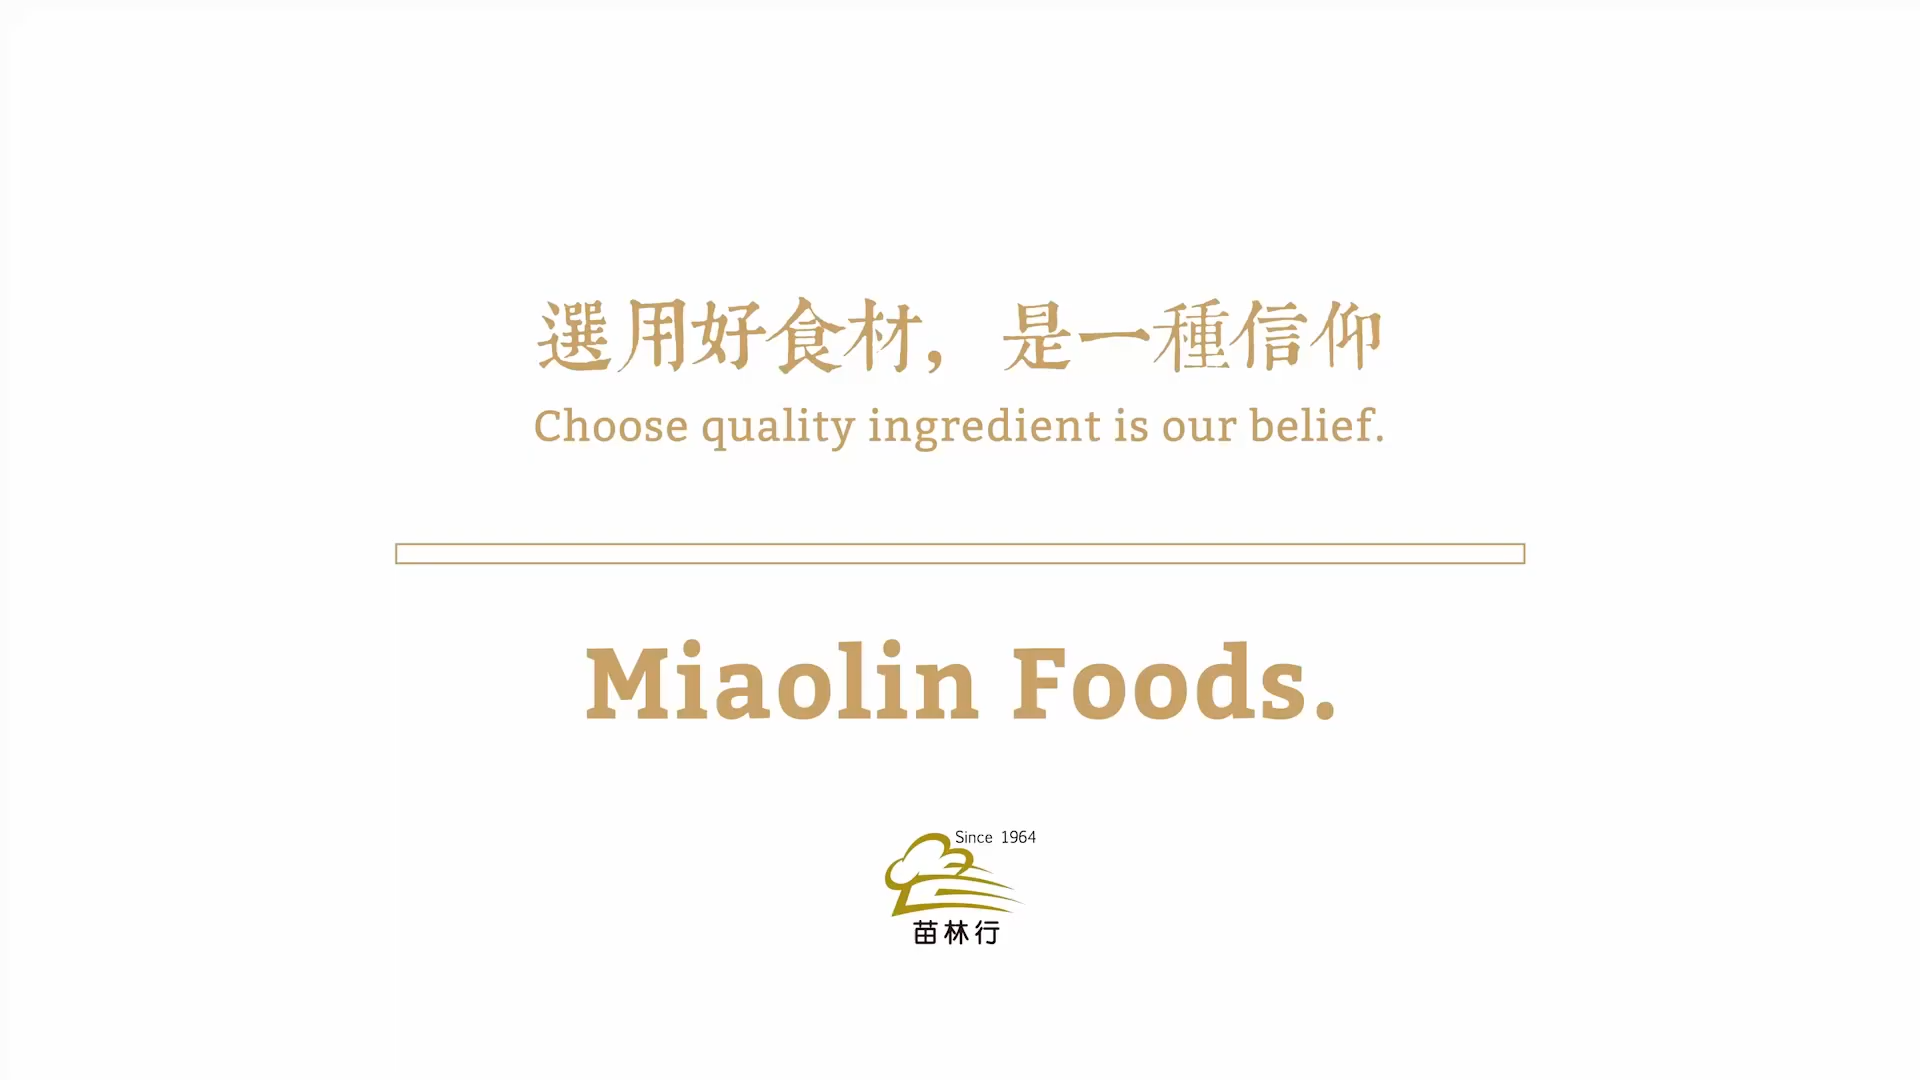 選用好食材，是一種信仰
Choose quality ingredient is our belief.
Miaolin Foods.
Since 1964
苗林行